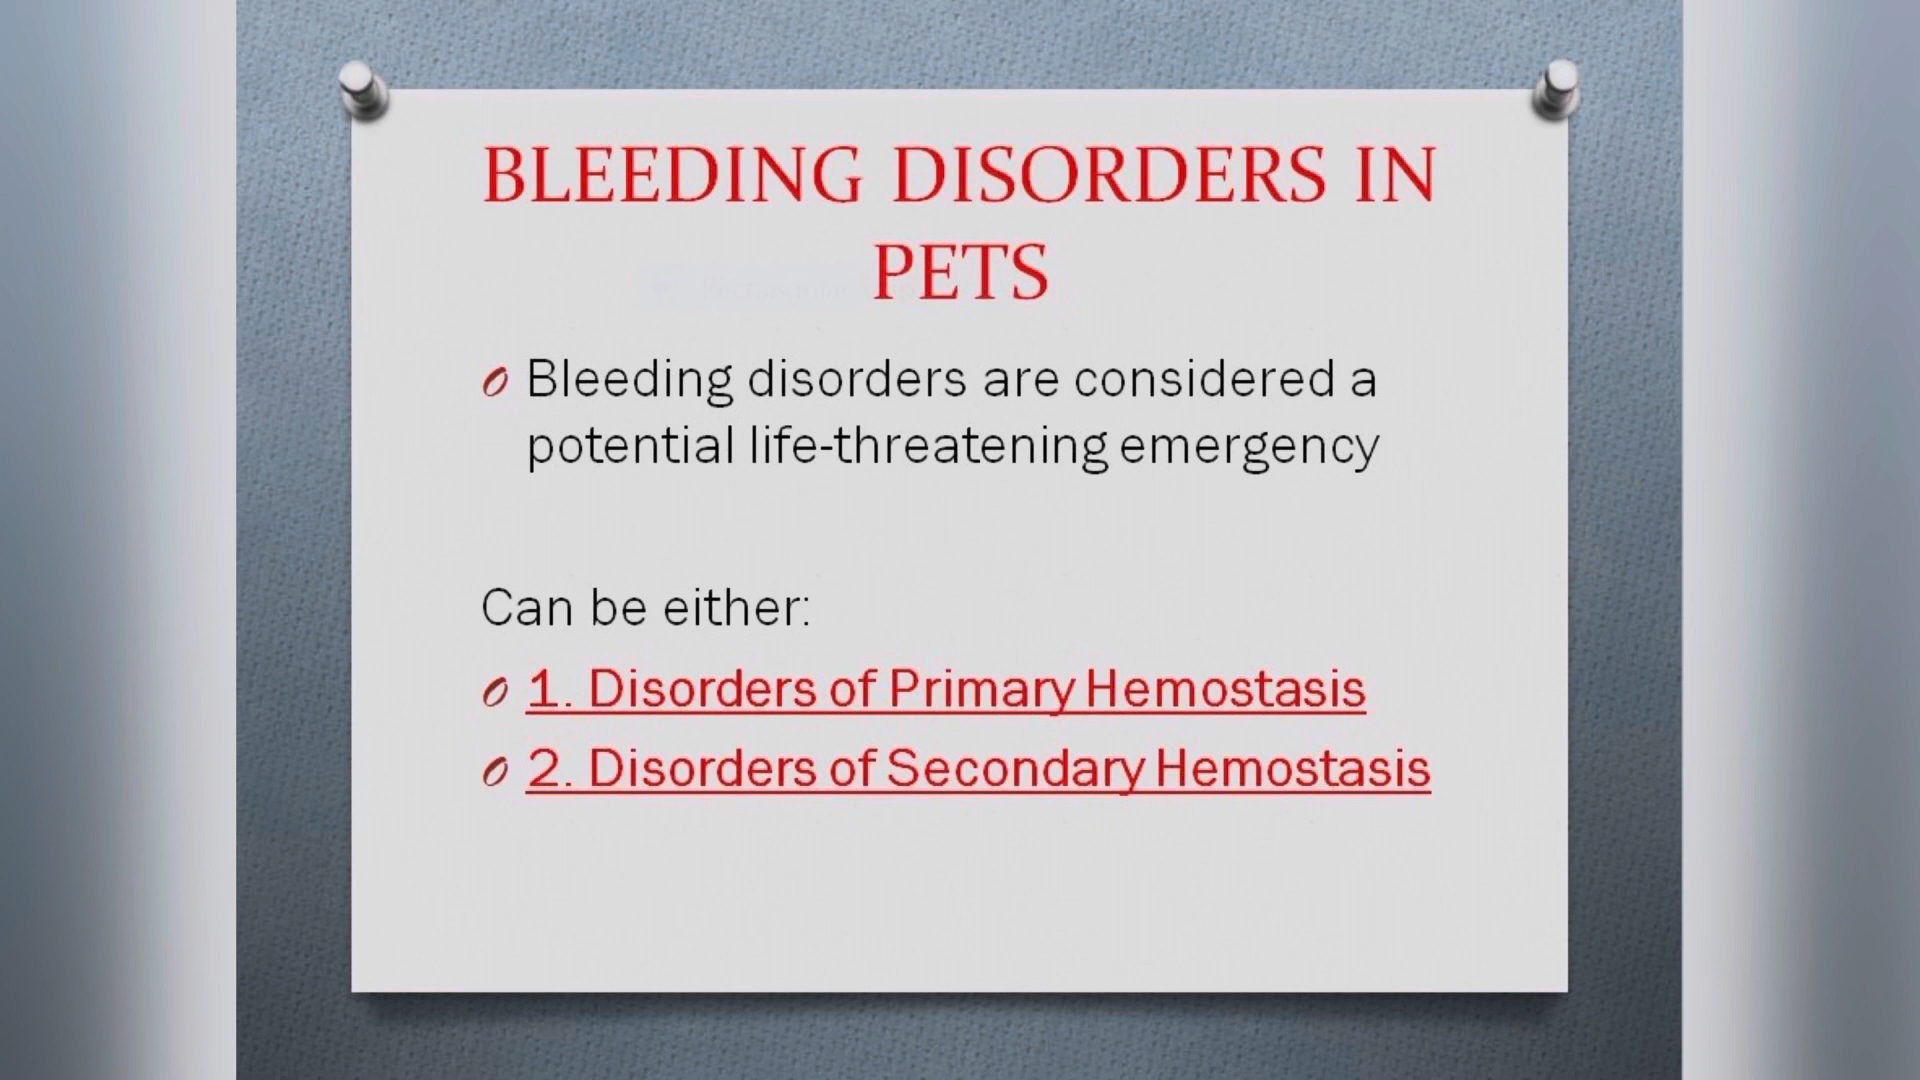 BLEEDING DISORDERS IN
PETS
Bleeding disorders are considered a
potential life-threatening emergency
Can be either:
1. Disorders of Primary Hemostasis
2. Disorders of Secondary Hemostasis